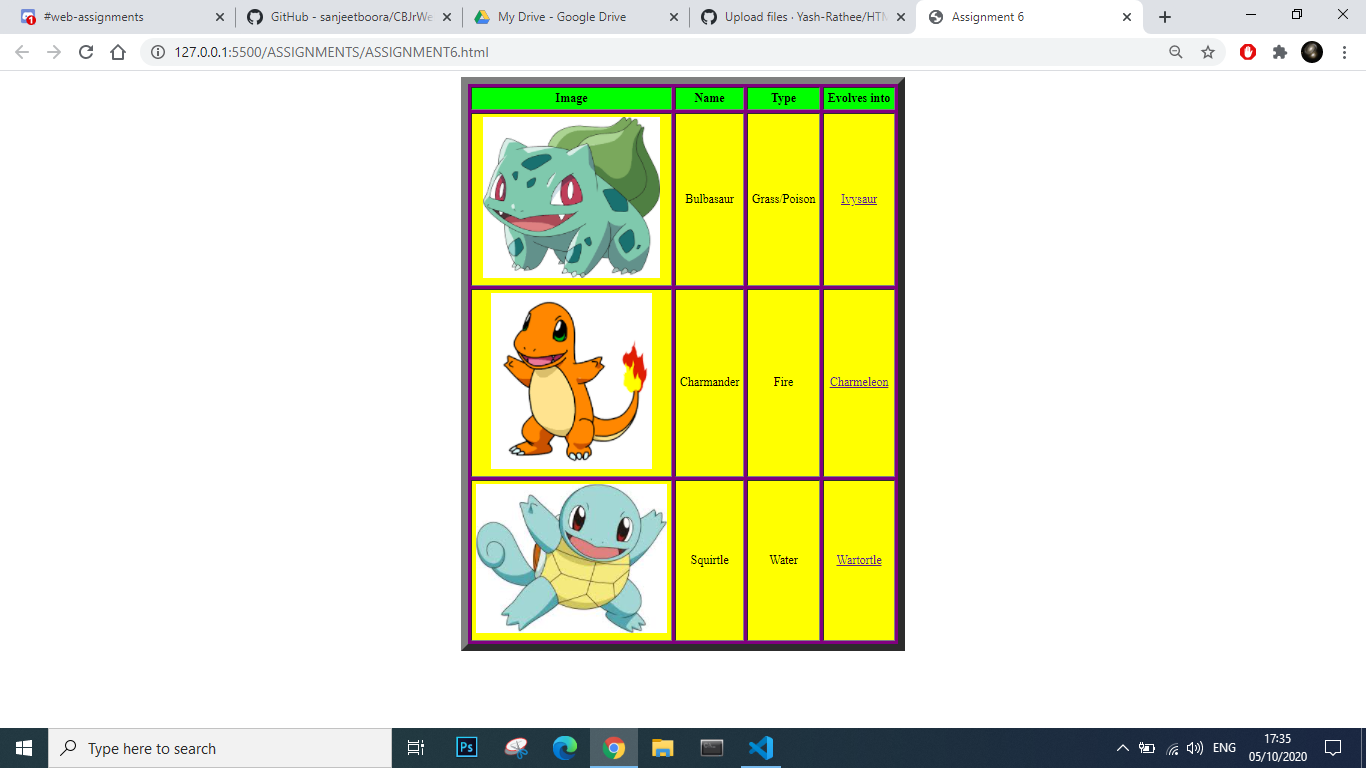 #web-assignments
GitHub - sanjeetboora/CBJrWe
My Drive - Google Drive
Upload files · Yash-Rathee/HTM
Assignment 6
127.0.0.1:5500/ASSIGNMENTS/ASSIGNMENT6.html
Image Name Type Evolves into
Bulbasaur Grass/Poison Ivysaur
Charmander Fire Charmeleon
Squirtle Water Wartortle
Type here to search
Ps
ENG
17:35
05/10/2020